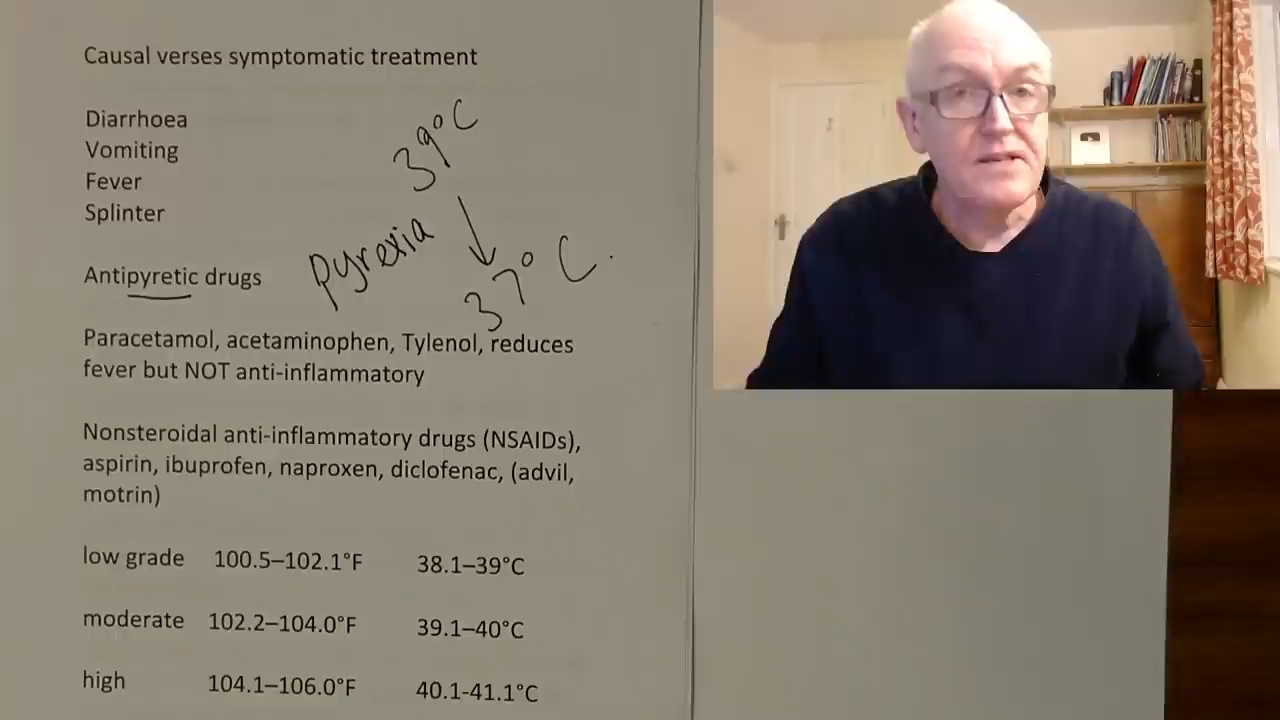 Causal verses symptomatic treatment
Diarrhoea
Vomiting
Fever
Splinter
39°C
pyrexia
37° C.
Antipyretic drugs
Paracetamol, acetaminophen, Tylenol, reduces
fever but NOT anti-inflammatory
Nonsteroidal anti-inflammatory drugs (NSAIDs),
aspirin, ibuprofen, naproxen, diclofenac, (advil,
motrin)
low grade 100.5–102.1°F 38.1–39°C
moderate 102.2–104.0°F 39.1–40°C
high 104.1–106.0°F 40.1-41.1°C